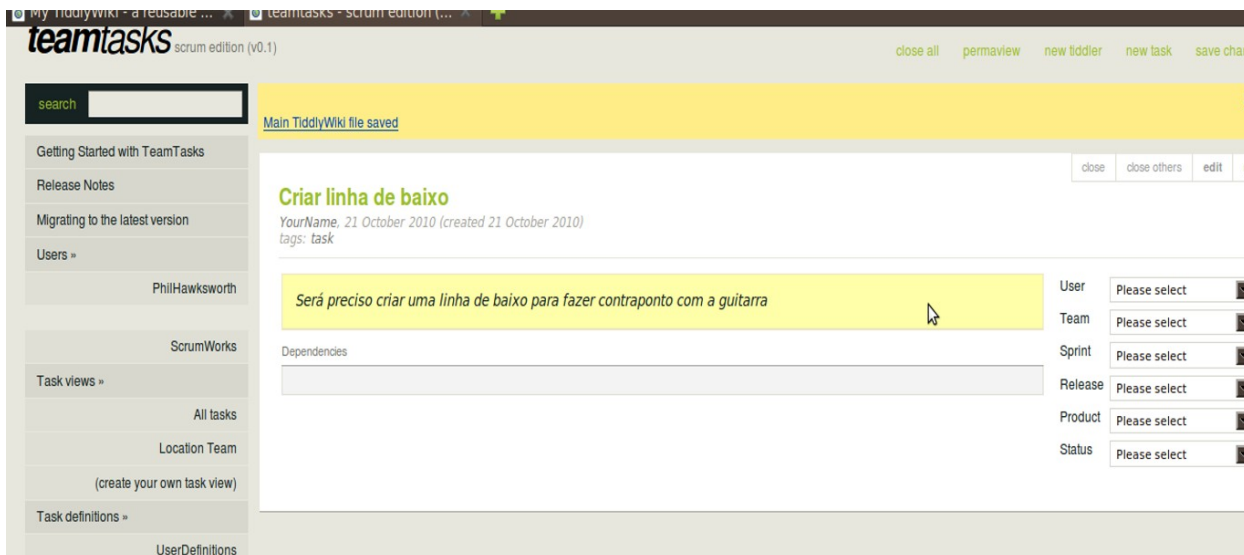 My TiddlyWiki - a reusable ...
teamtasks - scrum edition (...
teamtasks scrum edition (v0.1)
close all permaview new tiddler new task save cha
search
Main TiddlyWiki file saved
Getting Started with TeamTasks
Release Notes
Migrating to the latest version
Users »
PhilHawksworth
ScrumWorks
Task views »
All tasks
Location Team
(create your own task view)
Task definitions »
UserDefinitions
close close others edit
Criar linha de baixo
YourName, 21 October 2010 (created 21 October 2010)
tags: task
Será preciso criar uma linha de baixo para fazer contraponto com a guitarra
Dependencies
User Please select
Team Please select
Sprint Please select
Release Please select
Product Please select
Status Please select